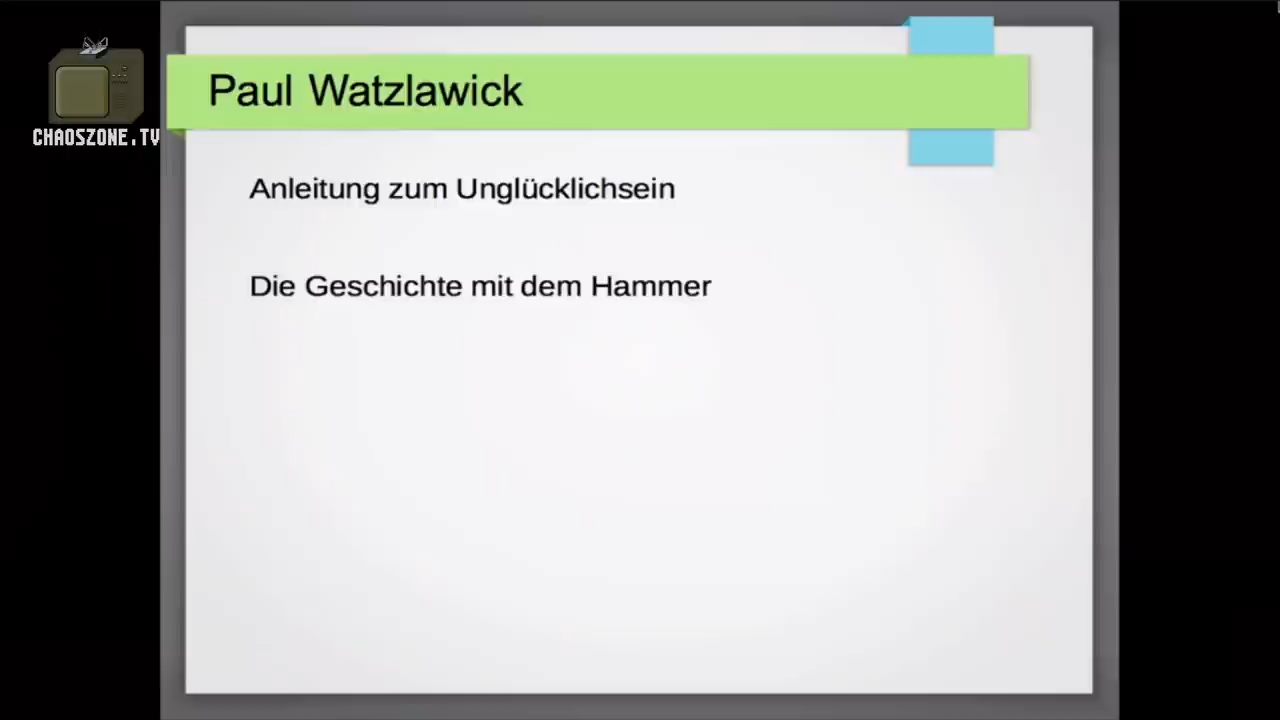 CHAOSZONE.TV
Paul Watzlawick
Anleitung zum Unglücklichsein
Die Geschichte mit dem Hammer